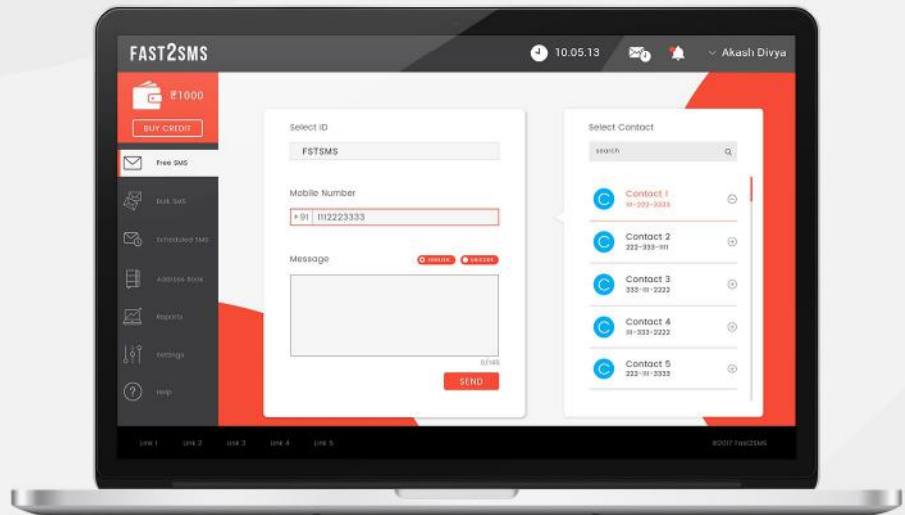 FAST2SMS
10.05.13
Akash Divya
₹1000
BUY CREDIT
Free SMS
Bulk SMS
Scheduled SMS
Address Book
Reports
Settings
Help
Select ID
FSTSMS
Mobile Number
+91 1112223333
Message
ENGLISH
UNICODE
0/145
SEND
Select Contact
search
Contact 1
111-222-3333
Contact 2
222-333-1111
Contact 3
333-111-2222
Contact 4
111-333-2222
Contact 5
222-111-3333
Link 1 Link 2 Link 3 Link 4 Link 5
©2017 Fast2SMS